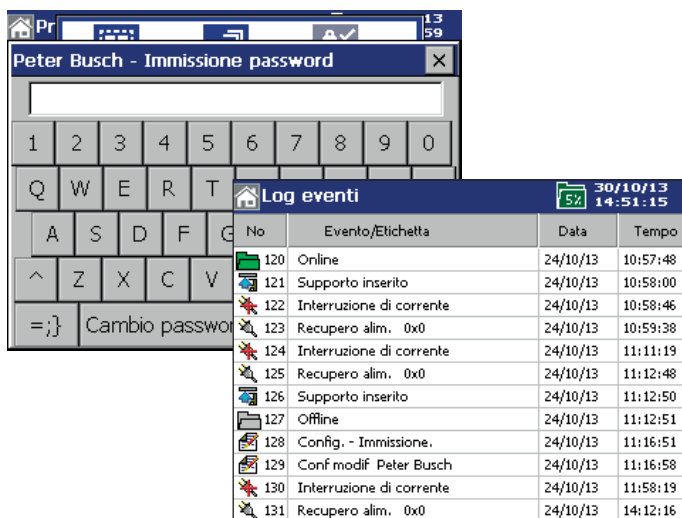 Pr
13
59
Peter Busch - Immissione password
1 2 3 4 5 6 7 8 9 0
Q W E R T
A S D F G
^ Z X C V
=;} Cambio passwor
Log eventi 5% 30/10/13
14:51:15
No Evento/Etichetta Data Tempo
120 Online 24/10/13 10:57:48
121 Supporto inserito 24/10/13 10:58:00
122 Interruzione di corrente 24/10/13 10:58:46
123 Recupero alim. 0x0 24/10/13 10:59:38
124 Interruzione di corrente 24/10/13 11:11:19
125 Recupero alim. 0x0 24/10/13 11:12:48
126 Supporto inserito 24/10/13 11:12:50
127 Offline 24/10/13 11:12:51
128 Config. - Immissione. 24/10/13 11:16:51
129 Conf modif Peter Busch 24/10/13 11:16:58
130 Interruzione di corrente 24/10/13 11:58:19
131 Recupero alim. 0x0 24/10/13 14:12:16